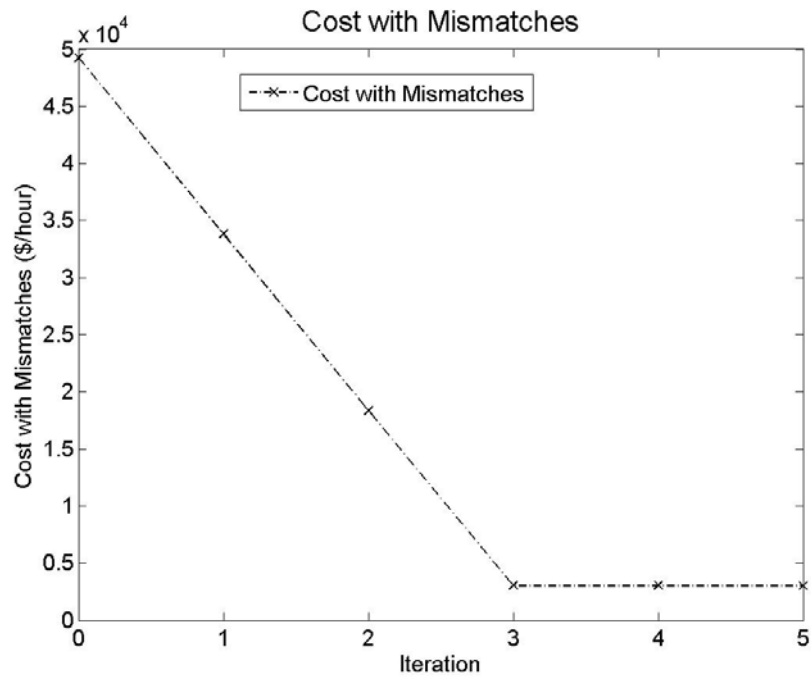 Cost with Mismatches
5 x 10^4
Cost with Mismatches
4.5
4
3.5
3
2.5
2
1.5
1
0.5
0
Cost with Mismatches ($/hour)
0 1 2 3 4 5
Iteration